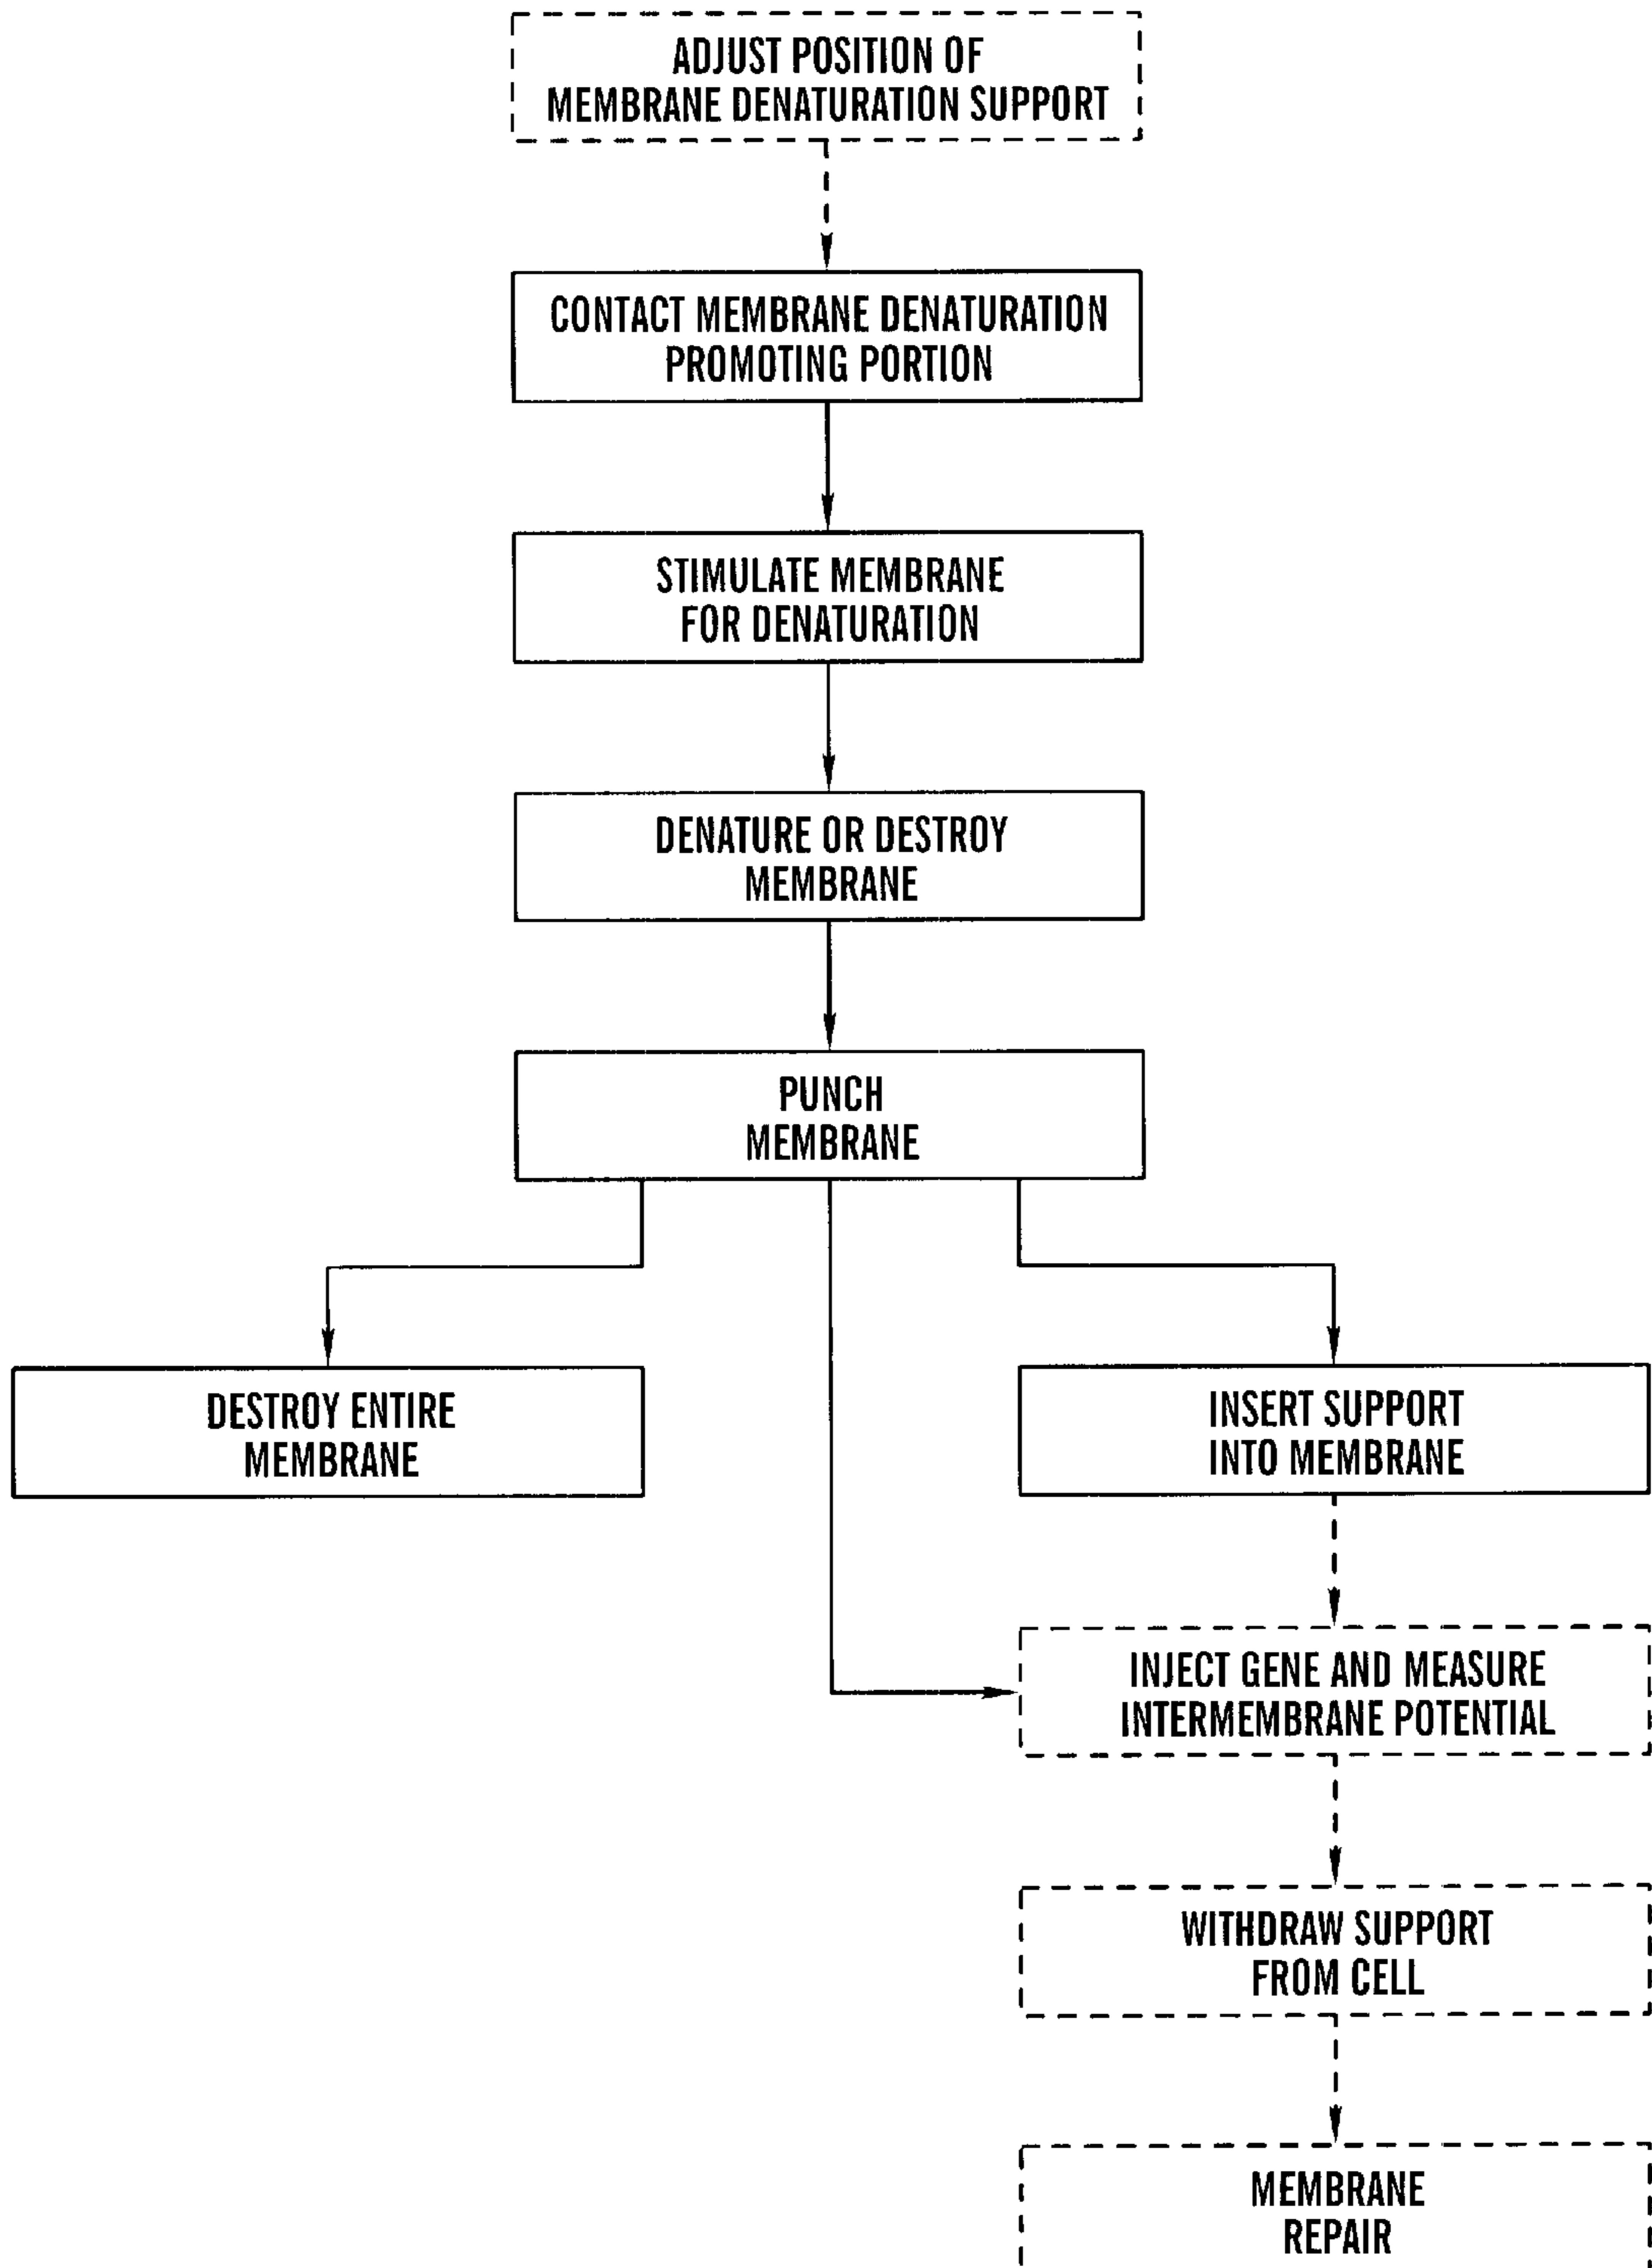 ADJUST POSITION OF
MEMBRANE DENATURATION SUPPORT
CONTACT MEMBRANE DENATURATION
PROMOTING PORTION
STIMULATE MEMBRANE
FOR DENATURATION
DENATURE OR DESTROY
MEMBRANE
PUNCH
MEMBRANE
DESTROY ENTIRE
MEMBRANE
INSERT SUPPORT
INTO MEMBRANE
INJECT GENE AND MEASURE
INTERMEMBRANE POTENTIAL
WITHDRAW SUPPORT
FROM CELL
MEMBRANE
REPAIR